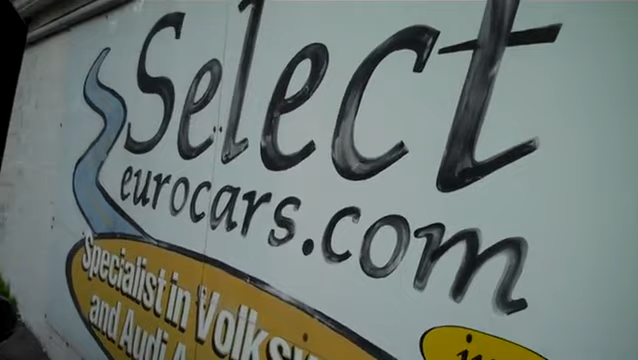 Select
eurocars.com
Specialist in
and Audi